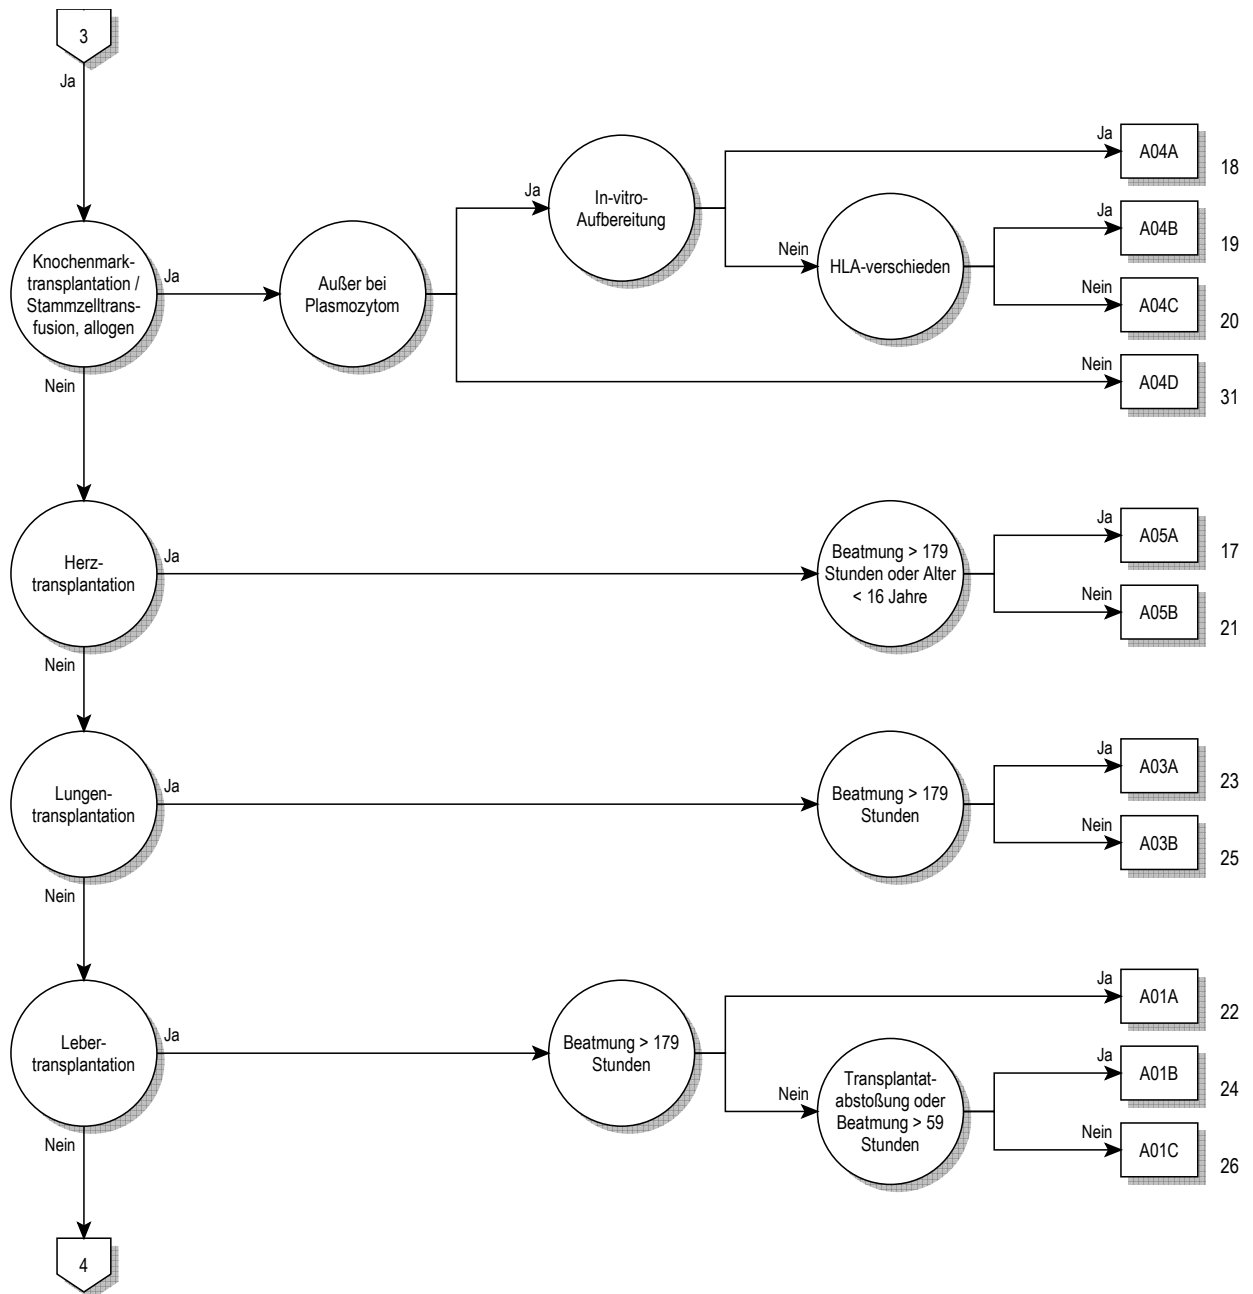 3
Ja
Ja
A04A
18
Ja
In-vitro-
Aufbereitung
Ja
A04B
19
Nein
HLA-verschieden
Knochenmark-
transplantation /
Stammzelltrans-
fusion, allogen
Ja
Außer bei
Plasmozytom
Nein
A04C
20
Nein
Nein
A04D
31
Herz-
transplantation
Ja
Beatmung > 179
Stunden oder Alter
< 16 Jahre
Ja
A05A
17
Nein
A05B
21
Nein
Lungen-
transplantation
Ja
Beatmung > 179
Stunden
Ja
A03A
23
Nein
A03B
25
Nein
Leber-
transplantation
Ja
Beatmung > 179
Stunden
Ja
A01A
22
Nein
Transplantat-
abstoßung oder
Beatmung > 59
Stunden
Ja
A01B
24
Nein
A01C
26
Nein
4